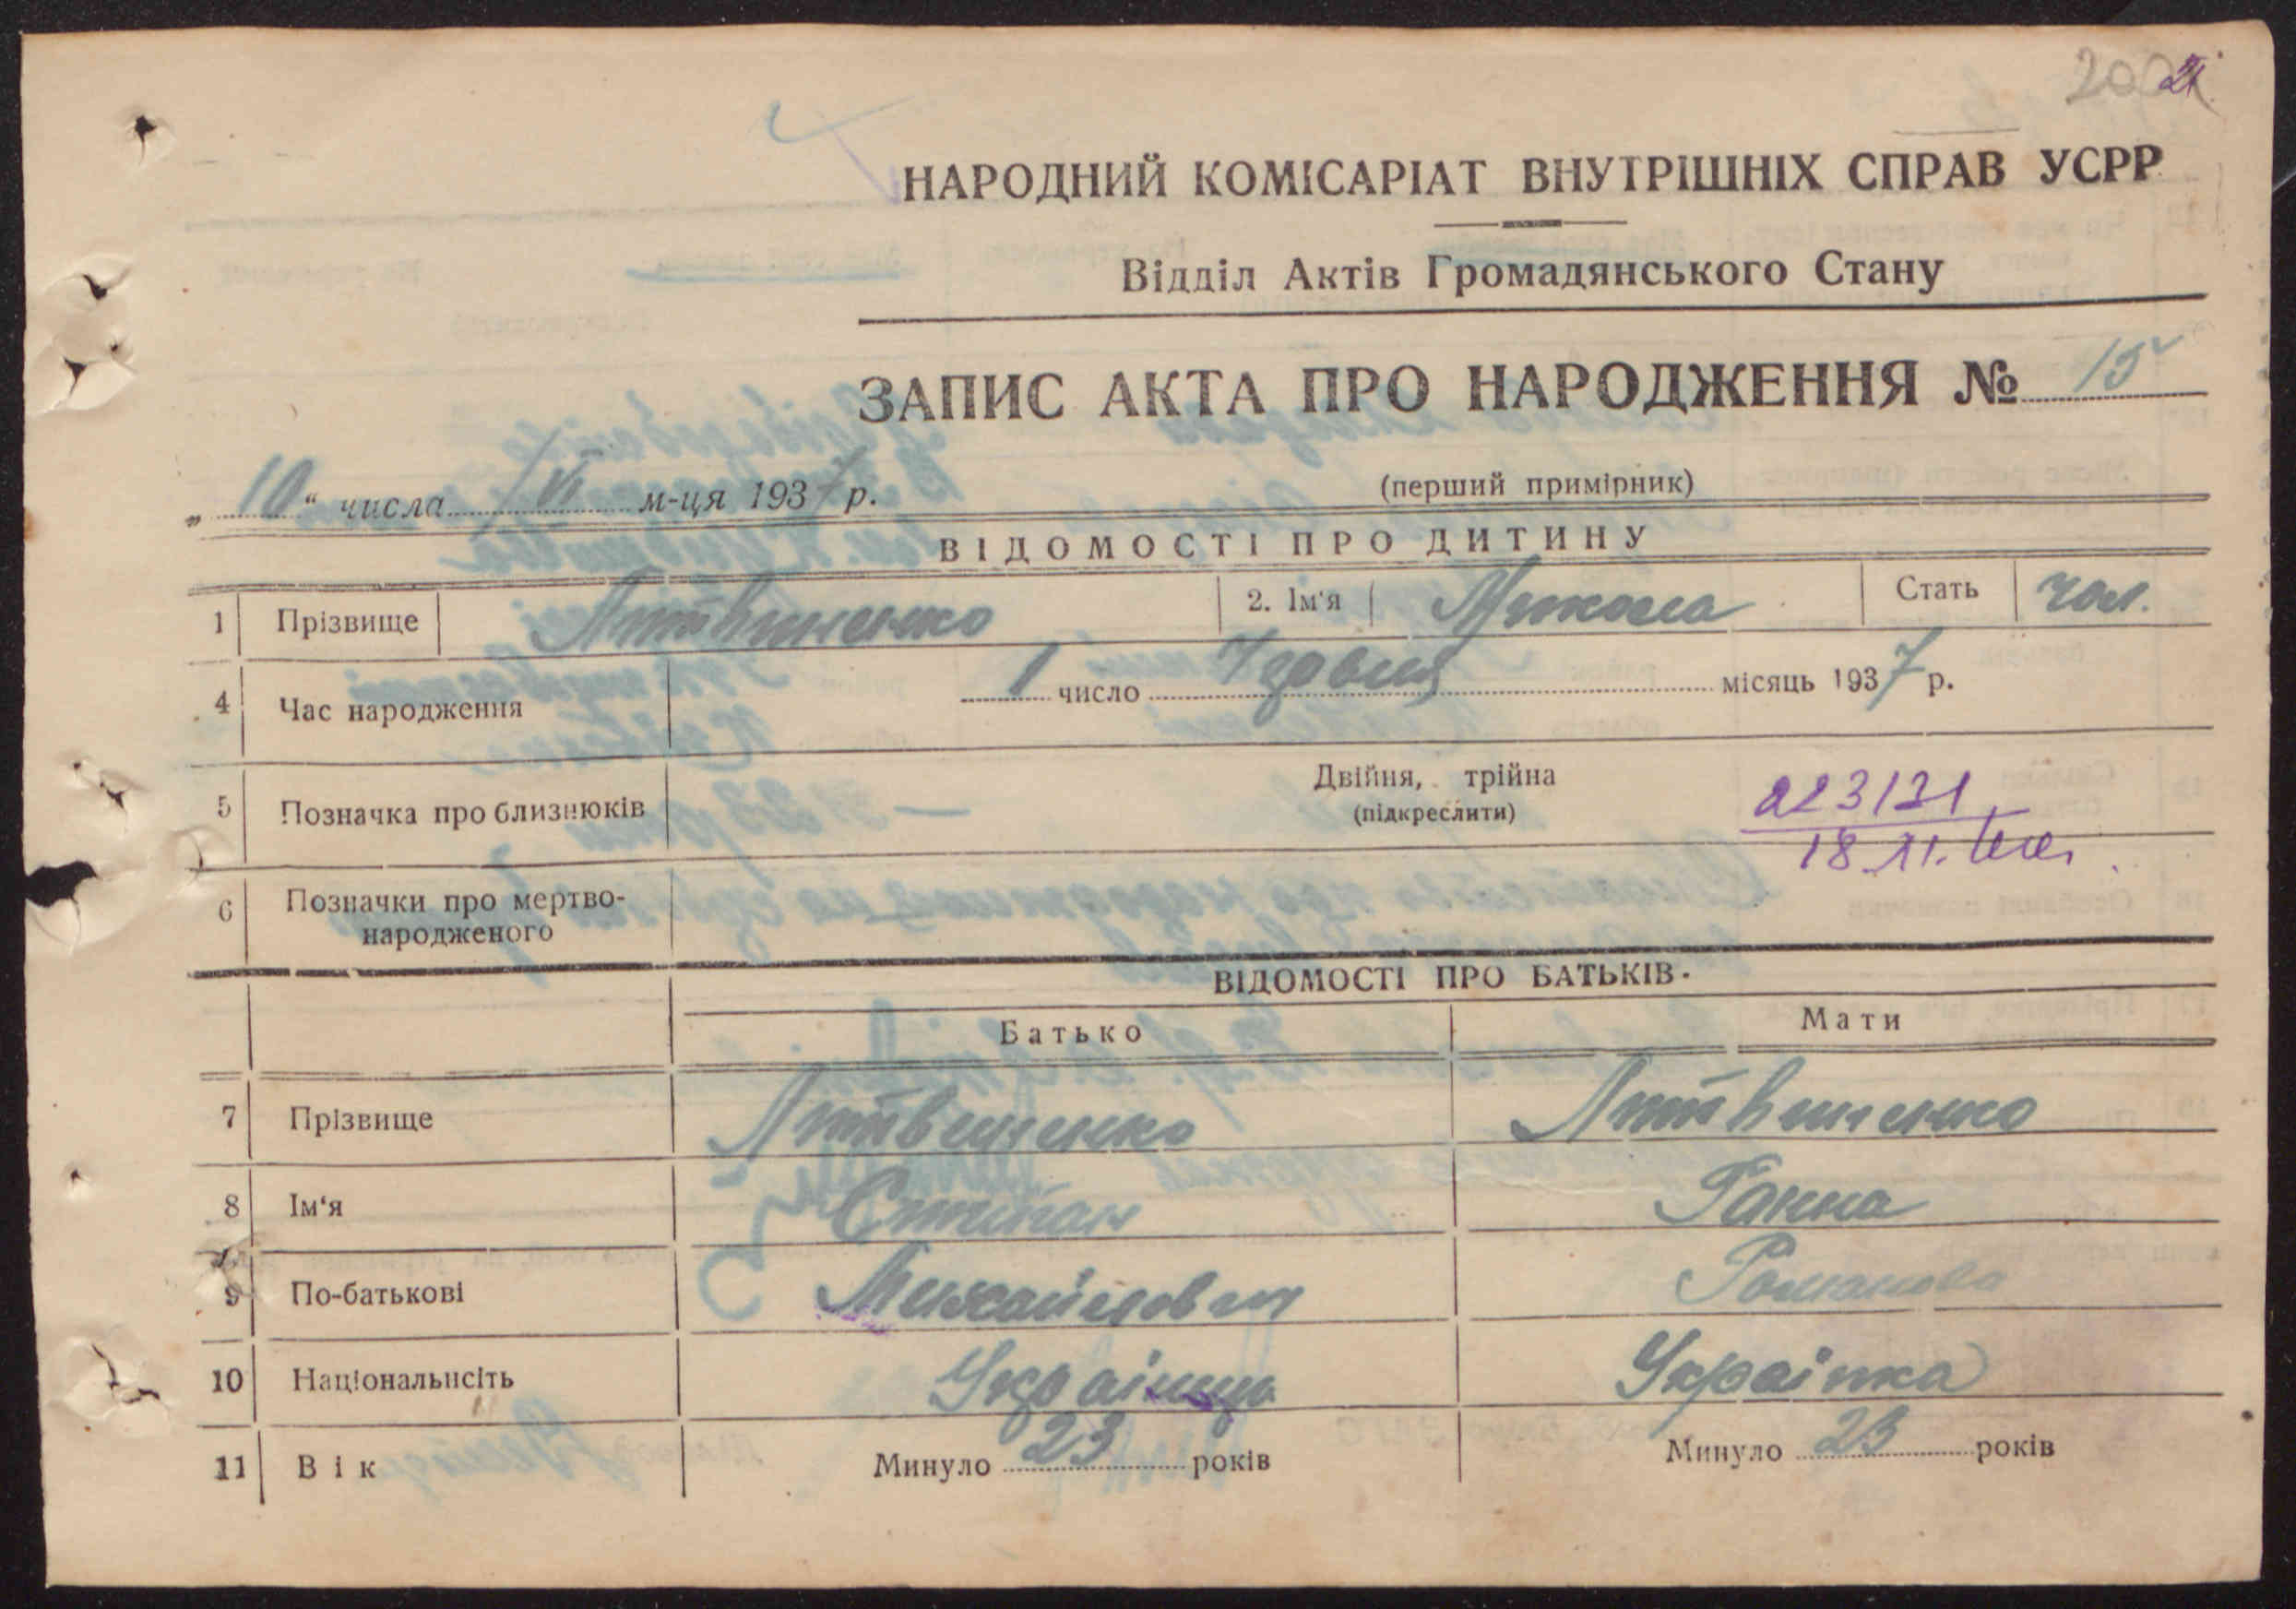 21
НАРОДНИЙ КОМІСАРІАТ ВНУТРІШНІХ СПРАВ УСРР
Відділ Актів Громадянського Стану
ЗАПИС АКТА ПРО НАРОДЖЕННЯ № 15
„10“ числа VI м-ця 1937 р. (перший примірник)
ВІДОМОСТІ ПРО ДИТИНУ
1 Прізвище Литвиненко 2. Ім'я Микола Стать чол.
4 Час народження 1 число Червня місяць 1937 р.
5 Позначка про близнюків Двійня, трійна
(підкреслити)
223131
18.XI.
6 Позначки про мертво-
народженого
ВІДОМОСТІ ПРО БАТЬКІВ.
Батько Мати
7 Прізвище Литвиненко Литвиненко
8 Ім'я Степан Ганна
9 По-батькові Михайлович Романова
10 Національність Українець Українка
11 Вік Минуло 23 років Минуло 23 років